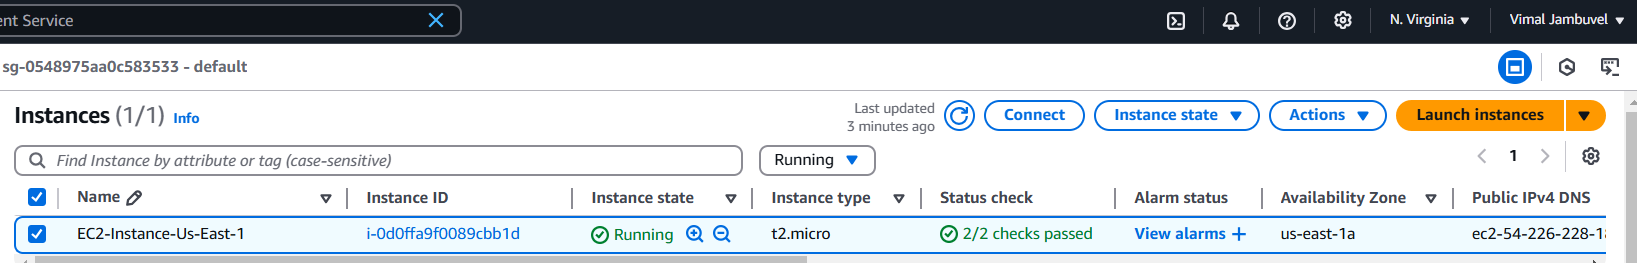 ent Service
N. Virginia
Vimal Jambuvel
sg-0548975aa0c583533 - default
Instances (1/1) Info
Last updated
3 minutes ago
Connect
Instance state
Actions
Launch instances
Find Instance by attribute or tag (case-sensitive)
Running
1
Name Instance ID Instance state Instance type Status check Alarm status Availability Zone Public IPv4 DNS
EC2-Instance-Us-East-1 i-0d0ffa9f0089cbb1d Running t2.micro 2/2 checks passed View alarms + us-east-1a ec2-54-226-228-18